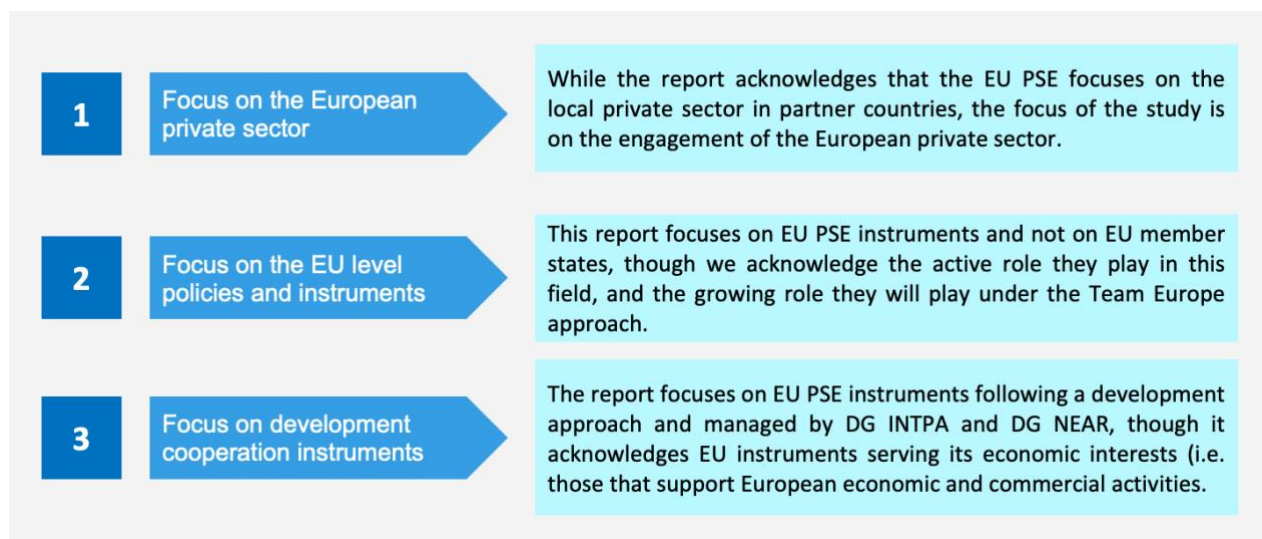 1
Focus on the European
private sector
While the report acknowledges that the EU PSE focuses on the
local private sector in partner countries, the focus of the study is
on the engagement of the European private sector.
2
Focus on the EU level
policies and instruments
This report focuses on EU PSE instruments and not on EU member
states, though we acknowledge the active role they play in this
field, and the growing role they will play under the Team Europe
approach.
3
Focus on development
cooperation instruments
The report focuses on EU PSE instruments following a development
approach and managed by DG INTPA and DG NEAR, though it
acknowledges EU instruments serving its economic interests (i.e.
those that support European economic and commercial activities.